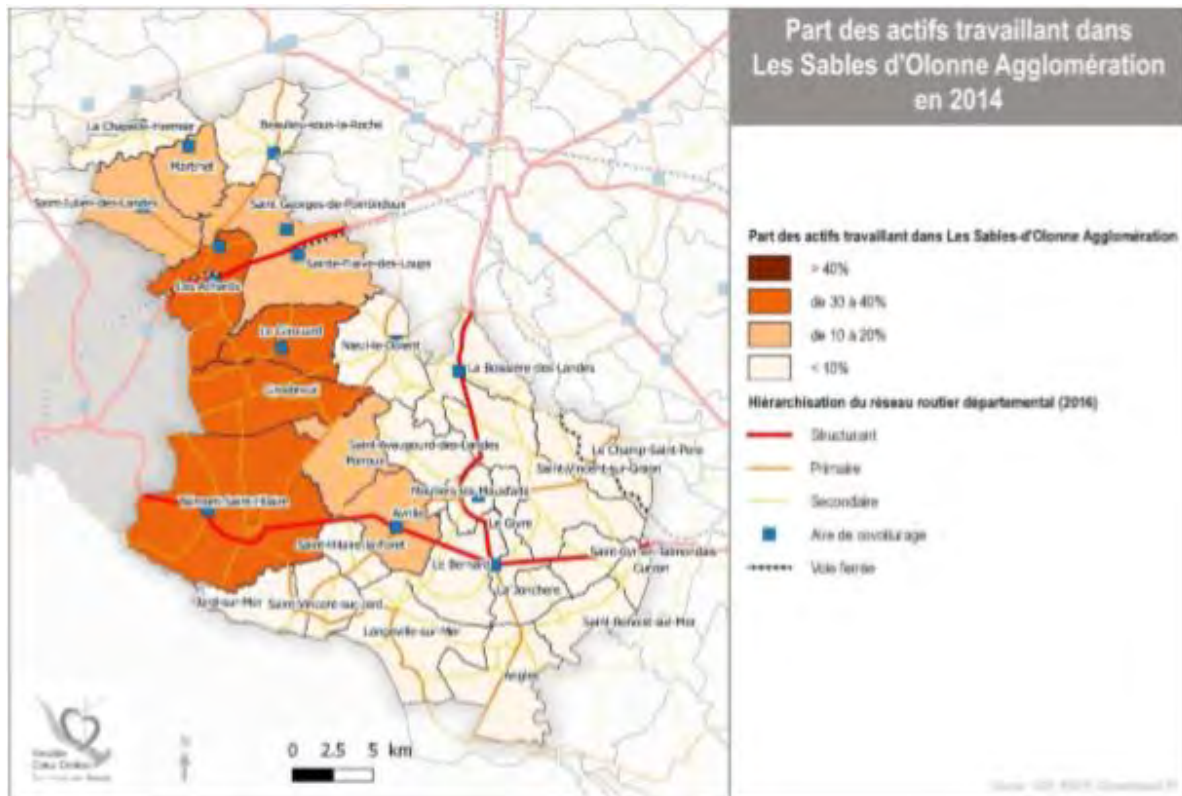 Part des actifs travaillant dans
Les Sables d'Olonne Agglomération
en 2014
Part des actifs travaillant dans Les Sables-d'Olonne Agglomération
> 40%
de 30 à 40%
de 10 à 20%
< 10%
Hiérarchisation du réseau routier départemental (2016)
Structurant
Primaire
Secondaire
Aire de covoiturage
Voie ferrée
La Chapelle-Hermier
Beaulieu-sous-la-Roche
Martinet
Saint-Julien-des-Landes
Saint-Georges-de-Pointindoux
Sainte-Flaive-des-Loups
Les Achards
Le Girouard
Nieul-le-Dolent
La Boissière-des-Landes
Grosbreuil
Saint-Avaugourd-des-Landes
Poiroux
Le Champ-Saint-Père
Saint-Vincent-sur-Graon
Moutiers-les-Mauxfaits
Avrillé
Le Givre
Saint-Hilaire-la-Forêt
Saint-Cyr-en-Talmondais
Curzon
Le Bernard
La Jonchère
Jard-sur-Mer
Saint-Vincent-sur-Jard
Longeville-sur-Mer
Saint-Benoist-sur-Mer
Angles
0 2.5 5 km